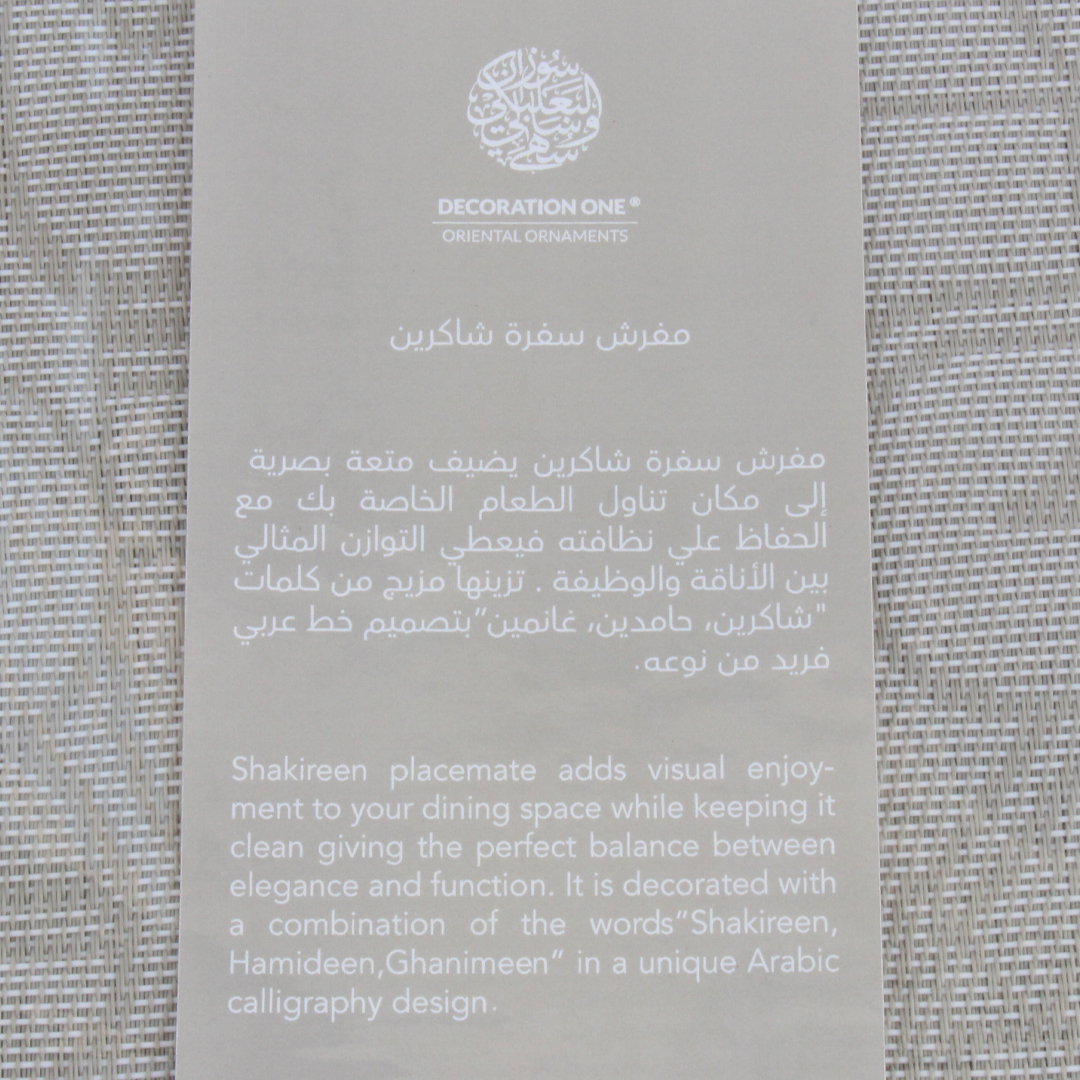 DECORATION ONE®
ORIENTAL ORNAMENTS
مفرش سفرة شاكرين
مفرش سفرة شاكرين يضيف متعة بصرية
إلى مكان تناول الطعام الخاصة بك مع
الحفاظ علي نظافته فيعطي التوازن المثالي
بين الأناقة والوظيفة . تزينها مزيج من كلمات
"شاكرين، حامدين، غانمين"بتصميم خط عربي
فريد من نوعه.
Shakireen placemate adds visual enjoy-
ment to your dining space while keeping it
clean giving the perfect balance between
elegance and function. It is decorated with
a combination of the words"Shakireen,
Hamideen,Ghanimeen" in a unique Arabic
calligraphy design.